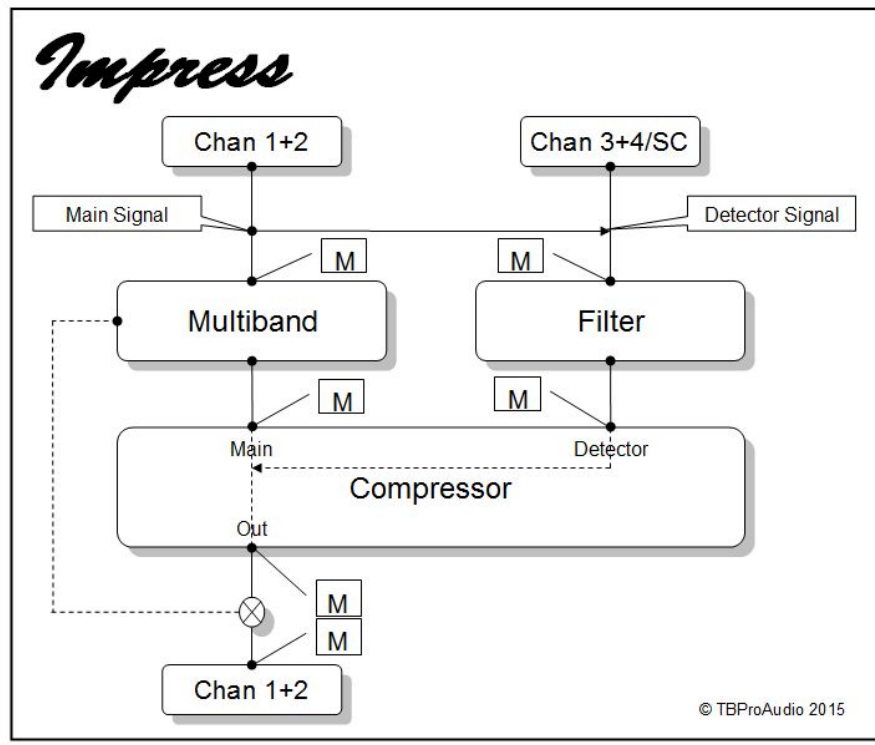 Impress
Chan 1+2
Chan 3+4/SC
Main Signal
Detector Signal
M
M
Multiband
Filter
M
M
Main
Detector
Compressor
Out
M
M
Chan 1+2
© TBProAudio 2015